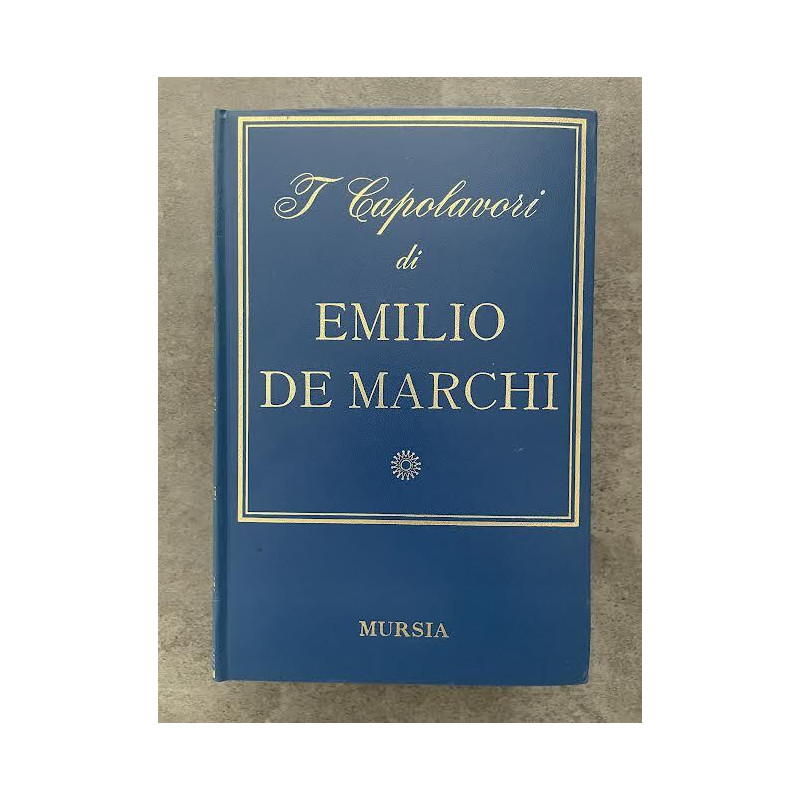 I Capolavori
di
EMILIO
DE MARCHI
MURSIA